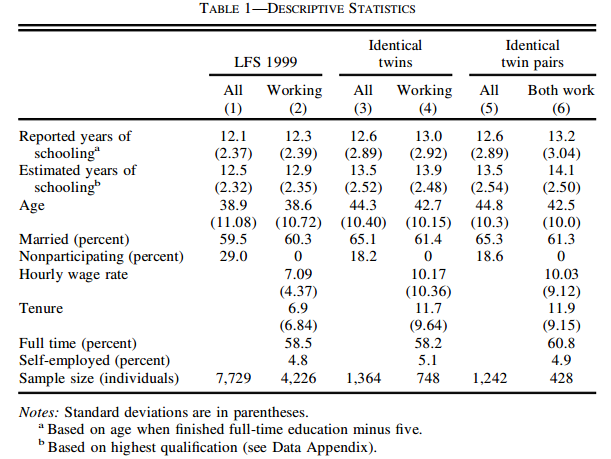 TABLE 1—DESCRIPTIVE STATISTICS
LFS 1999 Identical twins Identical twin pairs
All Working All Working All Both work
(1) (2) (3) (4) (5) (6)
Reported years of schooling^a 12.1 12.3 12.6 13.0 12.6 13.2
(2.37) (2.39) (2.89) (2.92) (2.89) (3.04)
Estimated years of schooling^b 12.5 12.9 13.5 13.9 13.5 14.1
(2.32) (2.35) (2.52) (2.48) (2.54) (2.50)
Age 38.9 38.6 44.3 42.7 44.8 42.5
(11.08) (10.72) (10.40) (10.15) (10.3) (10.0)
Married (percent) 59.5 60.3 65.1 61.4 65.3 61.3
Nonparticipating (percent) 29.0 0 18.2 0 18.6 0
Hourly wage rate 7.09 10.17 10.03
(4.37) (10.36) (9.12)
Tenure 6.9 11.7 11.9
(6.84) (9.64) (9.15)
Full time (percent) 58.5 58.2 60.8
Self-employed (percent) 4.8 5.1 4.9
Sample size (individuals) 7,729 4,226 1,364 748 1,242 428
Notes: Standard deviations are in parentheses.
^a Based on age when finished full-time education minus five.
^b Based on highest qualification (see Data Appendix).